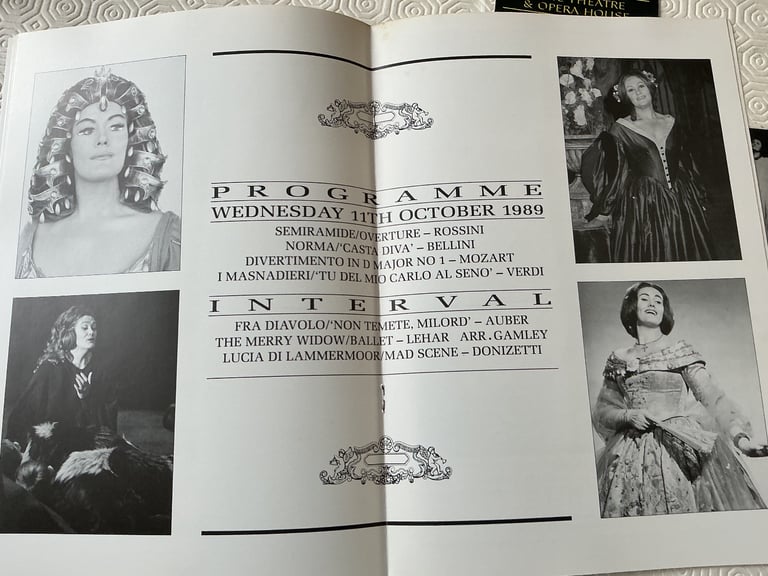 THEATRE
& OPERA HOUSE
PROGRAMME
WEDNESDAY 11TH OCTOBER 1989
SEMIRAMIDE/OVERTURE – ROSSINI
NORMA/‘CASTA DIVA’ – BELLINI
DIVERTIMENTO IN D MAJOR NO 1 – MOZART
I MASNADIERI/‘TU DEL MIO CARLO AL SENO’ – VERDI
INTERVAL
FRA DIAVOLO/‘NON TEMETE, MILORD’ – AUBER
THE MERRY WIDOW/BALLET – LEHAR ARR. GAMLEY
LUCIA DI LAMMERMOOR/MAD SCENE – DONIZETTI